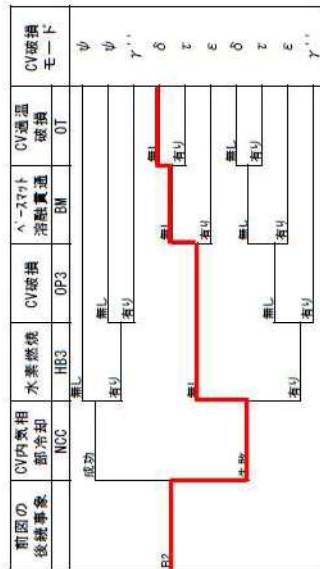 前図の
後続事象
CV内気相
部冷却
水素燃焼
CV破損
ベースマット
溶融貫通
CV過温
破損
CV破損
モード
NCC
HB3
OP3
BM
OT
B2
成功
失敗
無し
有り
無し
有り
無し
有り
無し
有り
無し
有り
無し
有り
無し
有り
無し
有り
ψ
ψ
γ''
δ
τ
ε
δ
τ
ε
γ''